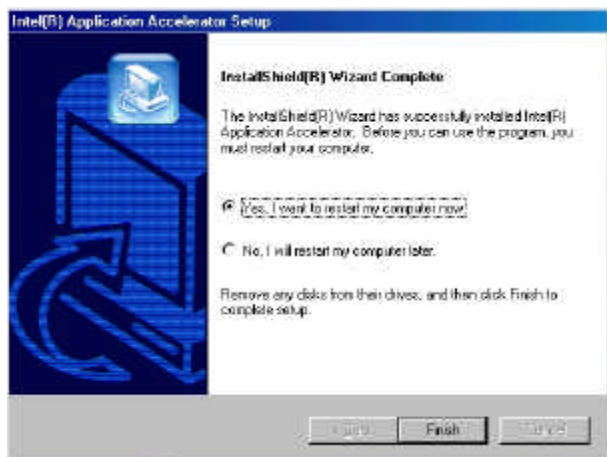 Intel(R) Application Accelerator Setup
InstallShield(R) Wizard Complete
The InstallShield(R) Wizard has successfully installed Intel(R)
Application Accelerator. Before you can use the program, you
must restart your computer.
Yes, I want to restart my computer now.
No, I will restart my computer later.
Remove any disks from their drives, and then click Finish to
complete setup.
Finish